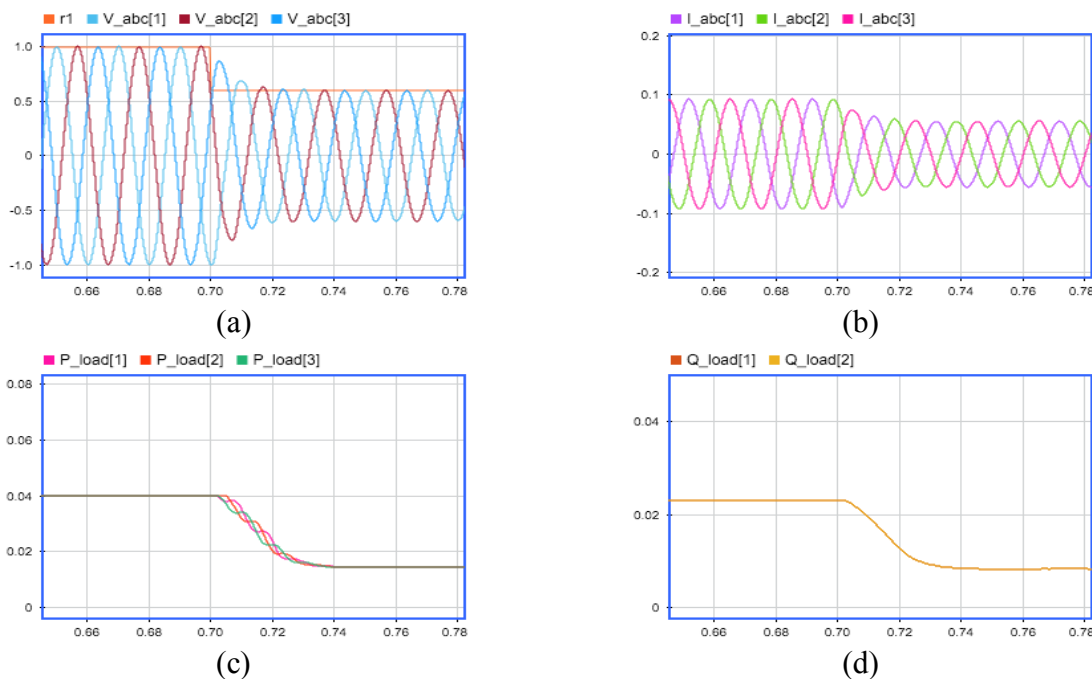 r1 V_abc[1] V_abc[2] V_abc[3]
1.0
0.5
0
-0.5
-1.0
0.66 0.68 0.70 0.72 0.74 0.76 0.78
(a)
I_abc[1] I_abc[2] I_abc[3]
0.2
0.1
0
-0.1
-0.2
0.66 0.68 0.70 0.72 0.74 0.76 0.78
(b)
P_load[1] P_load[2] P_load[3]
0.08
0.06
0.04
0.02
0
0.66 0.68 0.70 0.72 0.74 0.76 0.78
(c)
Q_load[1] Q_load[2]
0.04
0.02
0
0.66 0.68 0.70 0.72 0.74 0.76 0.78
(d)